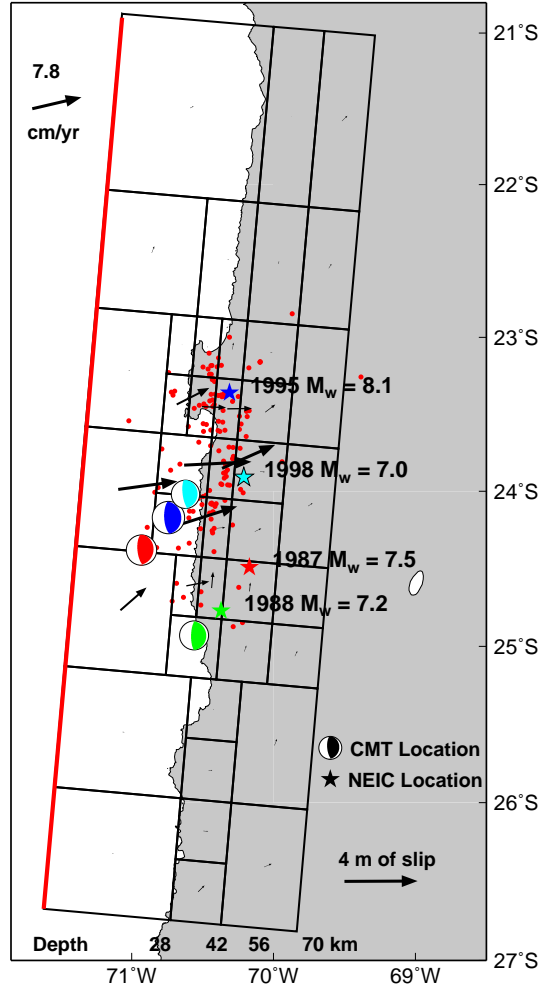 21°S
7.8
cm/yr
22°S
23°S
1995 Mw = 8.1
1998 Mw = 7.0
24°S
1987 Mw = 7.5
1988 Mw = 7.2
25°S
CMT Location
NEIC Location
26°S
4 m of slip
Depth 28 42 56 70 km
27°S
71°W 70°W 69°W